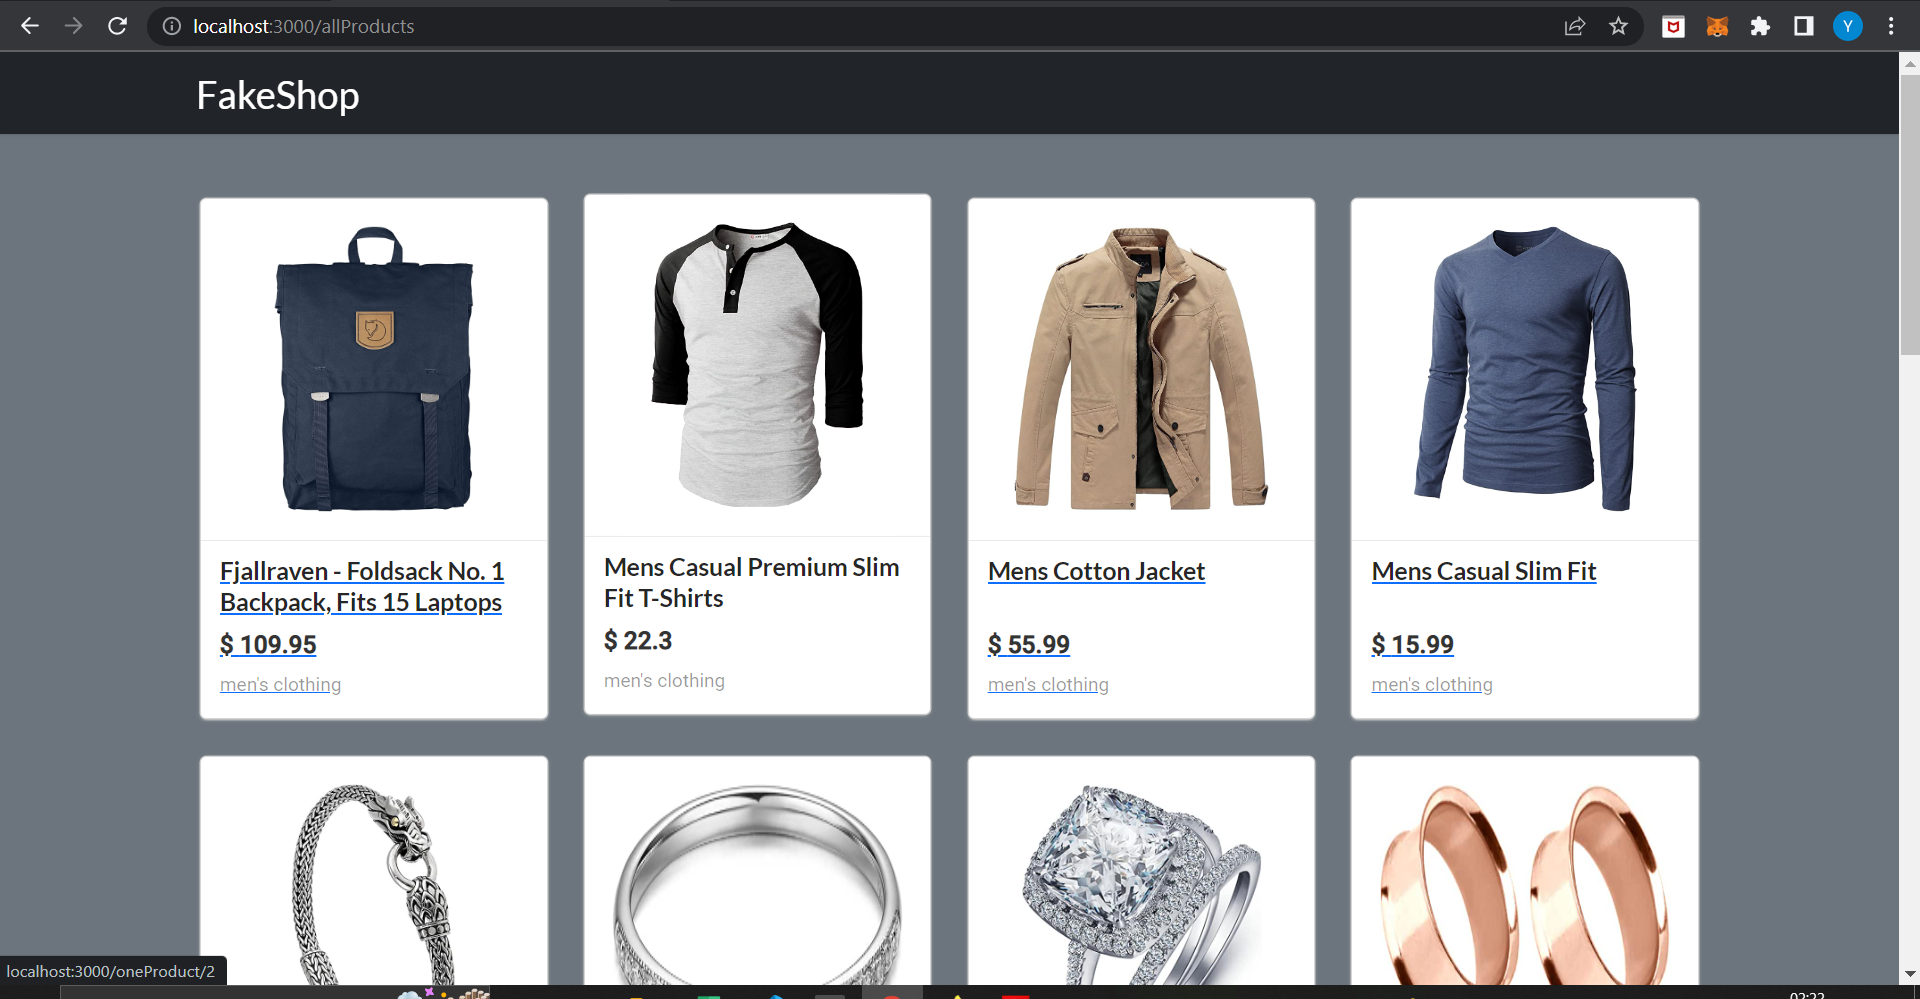 localhost:3000/allProducts
Y
FakeShop
Fjallraven - Foldsack No. 1
Backpack, Fits 15 Laptops
$ 109.95
men's clothing
Mens Casual Premium Slim
Fit T-Shirts
$ 22.3
men's clothing
Mens Cotton Jacket
$ 55.99
men's clothing
Mens Casual Slim Fit
$ 15.99
men's clothing
localhost:3000/oneProduct/2
02:22